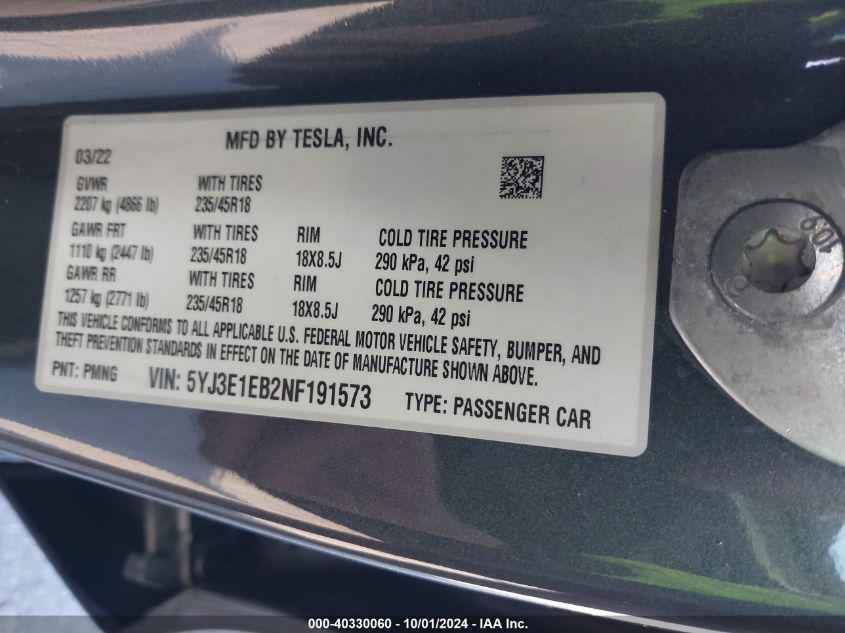 MFD BY TESLA, INC.
03/22
GVWR WITH TIRES
2207 kg (4866 lb) 235/45R18
GAWR FRT WITH TIRES RIM COLD TIRE PRESSURE
1110 kg (2447 lb) 235/45R18 18X8.5J 290 kPa, 42 psi
GAWR RR WITH TIRES RIM COLD TIRE PRESSURE
1257 kg (2771 lb) 235/45R18 18X8.5J 290 kPa, 42 psi
THIS VEHICLE CONFORMS TO ALL APPLICABLE U.S. FEDERAL MOTOR VEHICLE SAFETY, BUMPER, AND
THEFT PREVENTION STANDARDS IN EFFECT ON THE DATE OF MANUFACTURE SHOWN ABOVE.
PNT: PMNG VIN: 5YJ3E1EB2NF191573 TYPE: PASSENGER CAR
10.9
000-40330060 - 10/01/2024 - IAA Inc.